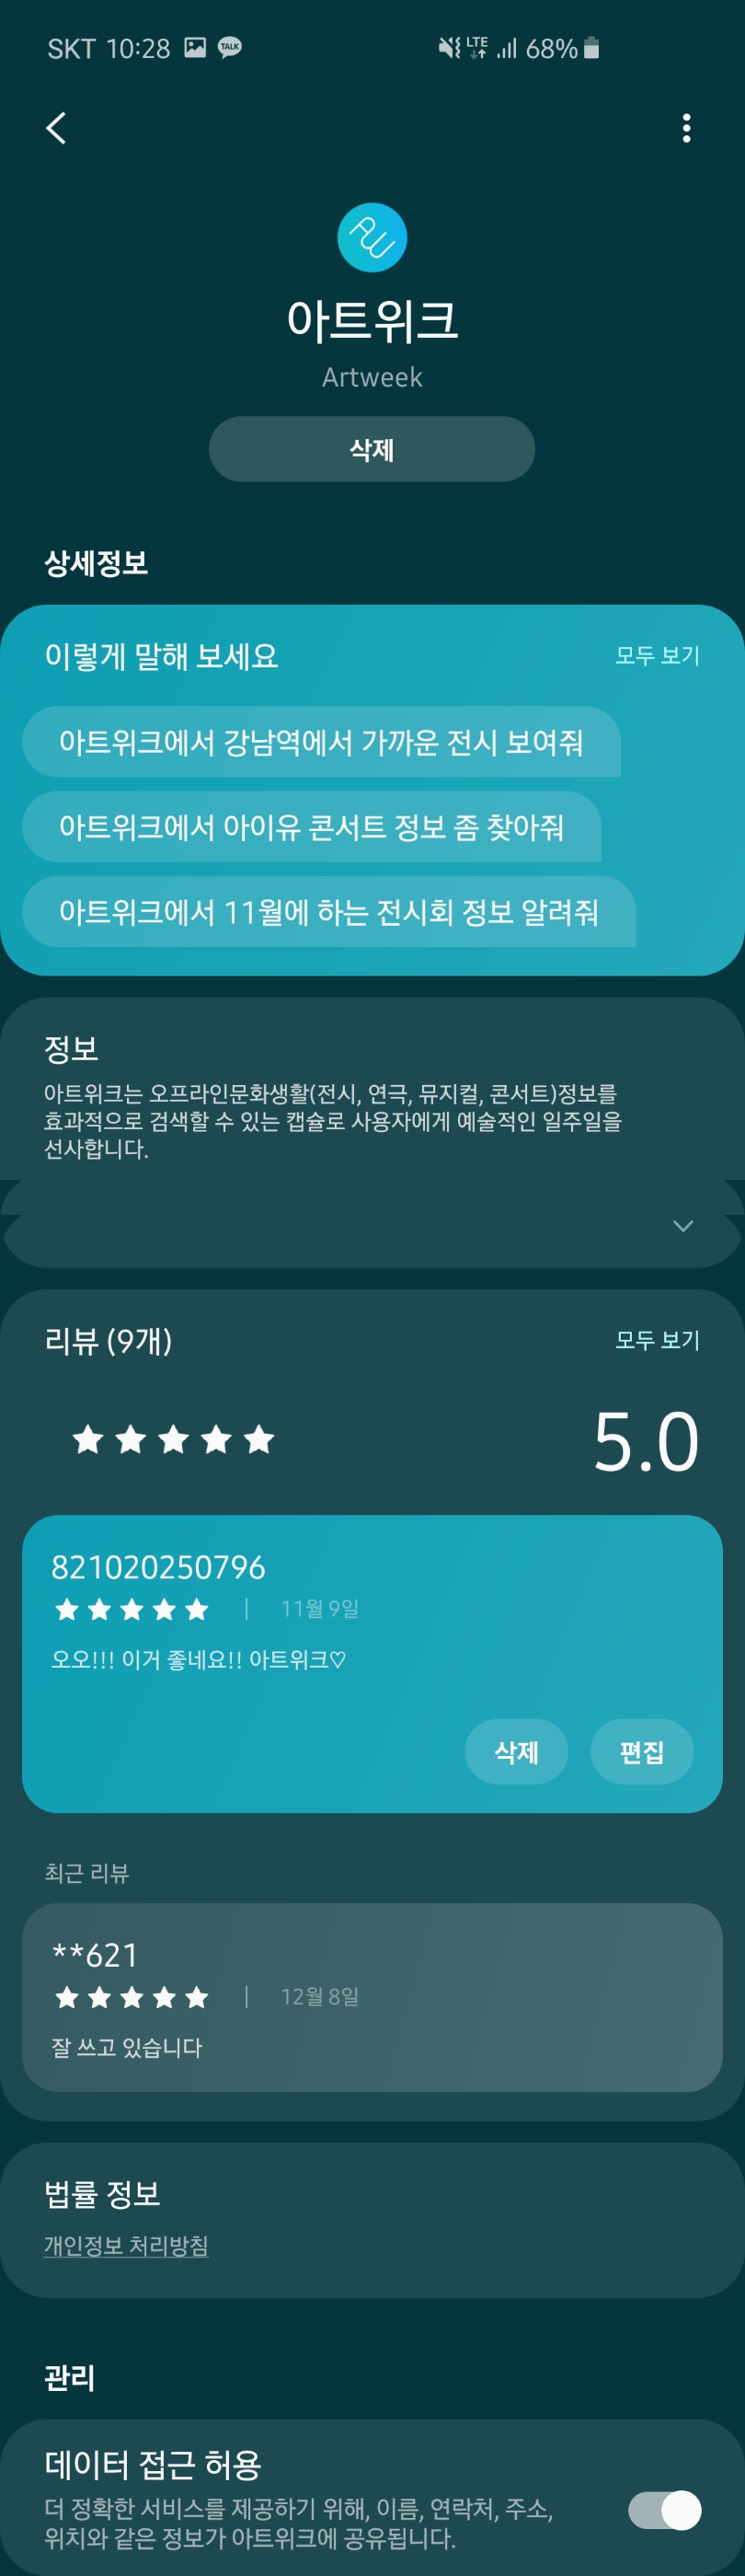 SKT 10:28 TALK LTE 68%
AW
아트위크
Artweek
삭제
상세정보
이렇게 말해 보세요 모두 보기
아트위크에서 강남역에서 가까운 전시 보여줘
아트위크에서 아이유 콘서트 정보 좀 찾아줘
아트위크에서 11월에 하는 전시회 정보 알려줘
정보
아트위크는 오프라인문화생활(전시, 연극, 뮤지컬, 콘서트)정보를
효과적으로 검색할 수 있는 캡슐로 사용자에게 예술적인 일주일을
선사합니다.
리뷰 (9개) 모두 보기
5.0
821020250796
11월 9일
오오!!! 이거 좋네요!! 아트위크♡
삭제 편집
최근 리뷰
**621
12월 8일
잘 쓰고 있습니다
법률 정보
개인정보 처리방침
관리
데이터 접근 허용
더 정확한 서비스를 제공하기 위해, 이름, 연락처, 주소,
위치와 같은 정보가 아트위크에 공유됩니다.